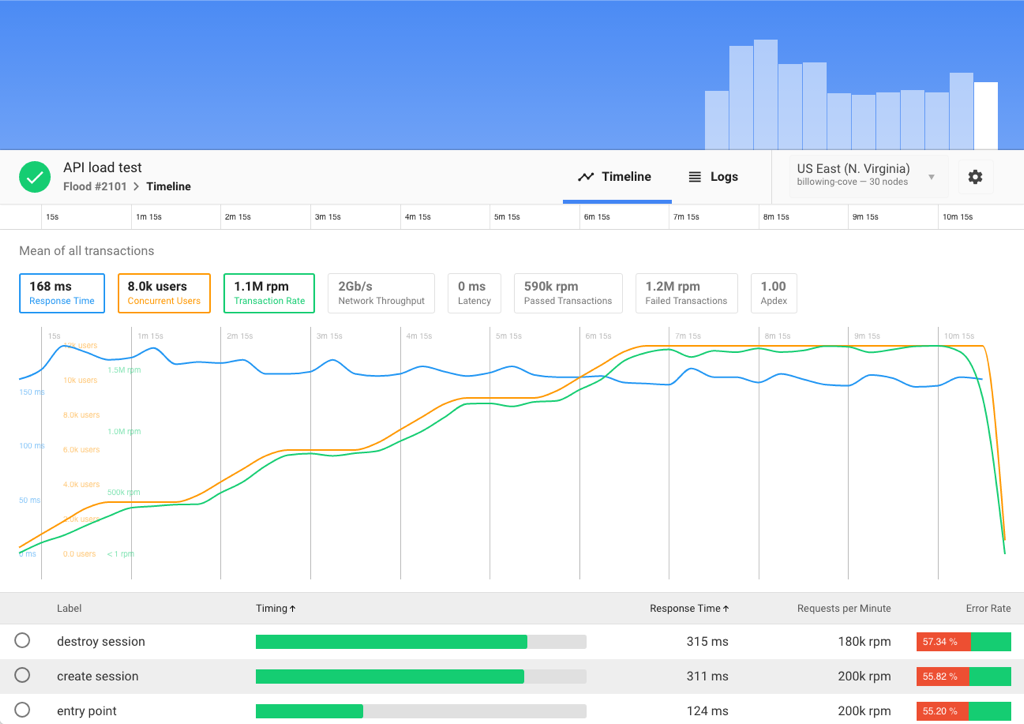 API load test
Flood #2101 > Timeline
Timeline
Logs
US East (N. Virginia)
billowing-cove — 30 nodes
15s 1m 15s 2m 15s 3m 15s 4m 15s 5m 15s 6m 15s 7m 15s 8m 15s 9m 15s 10m 15s
Mean of all transactions
168 ms 8.0k users 1.1M rpm 2Gb/s 0 ms 590k rpm 1.2M rpm 1.00
Response Time Concurrent Users Transaction Rate Network Throughput Latency Passed Transactions Failed Transactions Apdex
15s 1m 15s 2m 15s 3m 15s 4m 15s 5m 15s 6m 15s 7m 15s 8m 15s 9m 15s 10m 15s
users
1.5M rpm
10k users
150 ms
8.0k users
1.0M rpm
100 ms
6.0k users
4.0k users
500k rpm
50 ms
users
0 ms 0.0 users < 1 rpm
Label Timing↑ Response Time↑ Requests per Minute Error Rate
destroy session 315 ms 180k rpm 57.34 %
create session 311 ms 200k rpm 55.82 %
entry point 124 ms 200k rpm 55.20 %